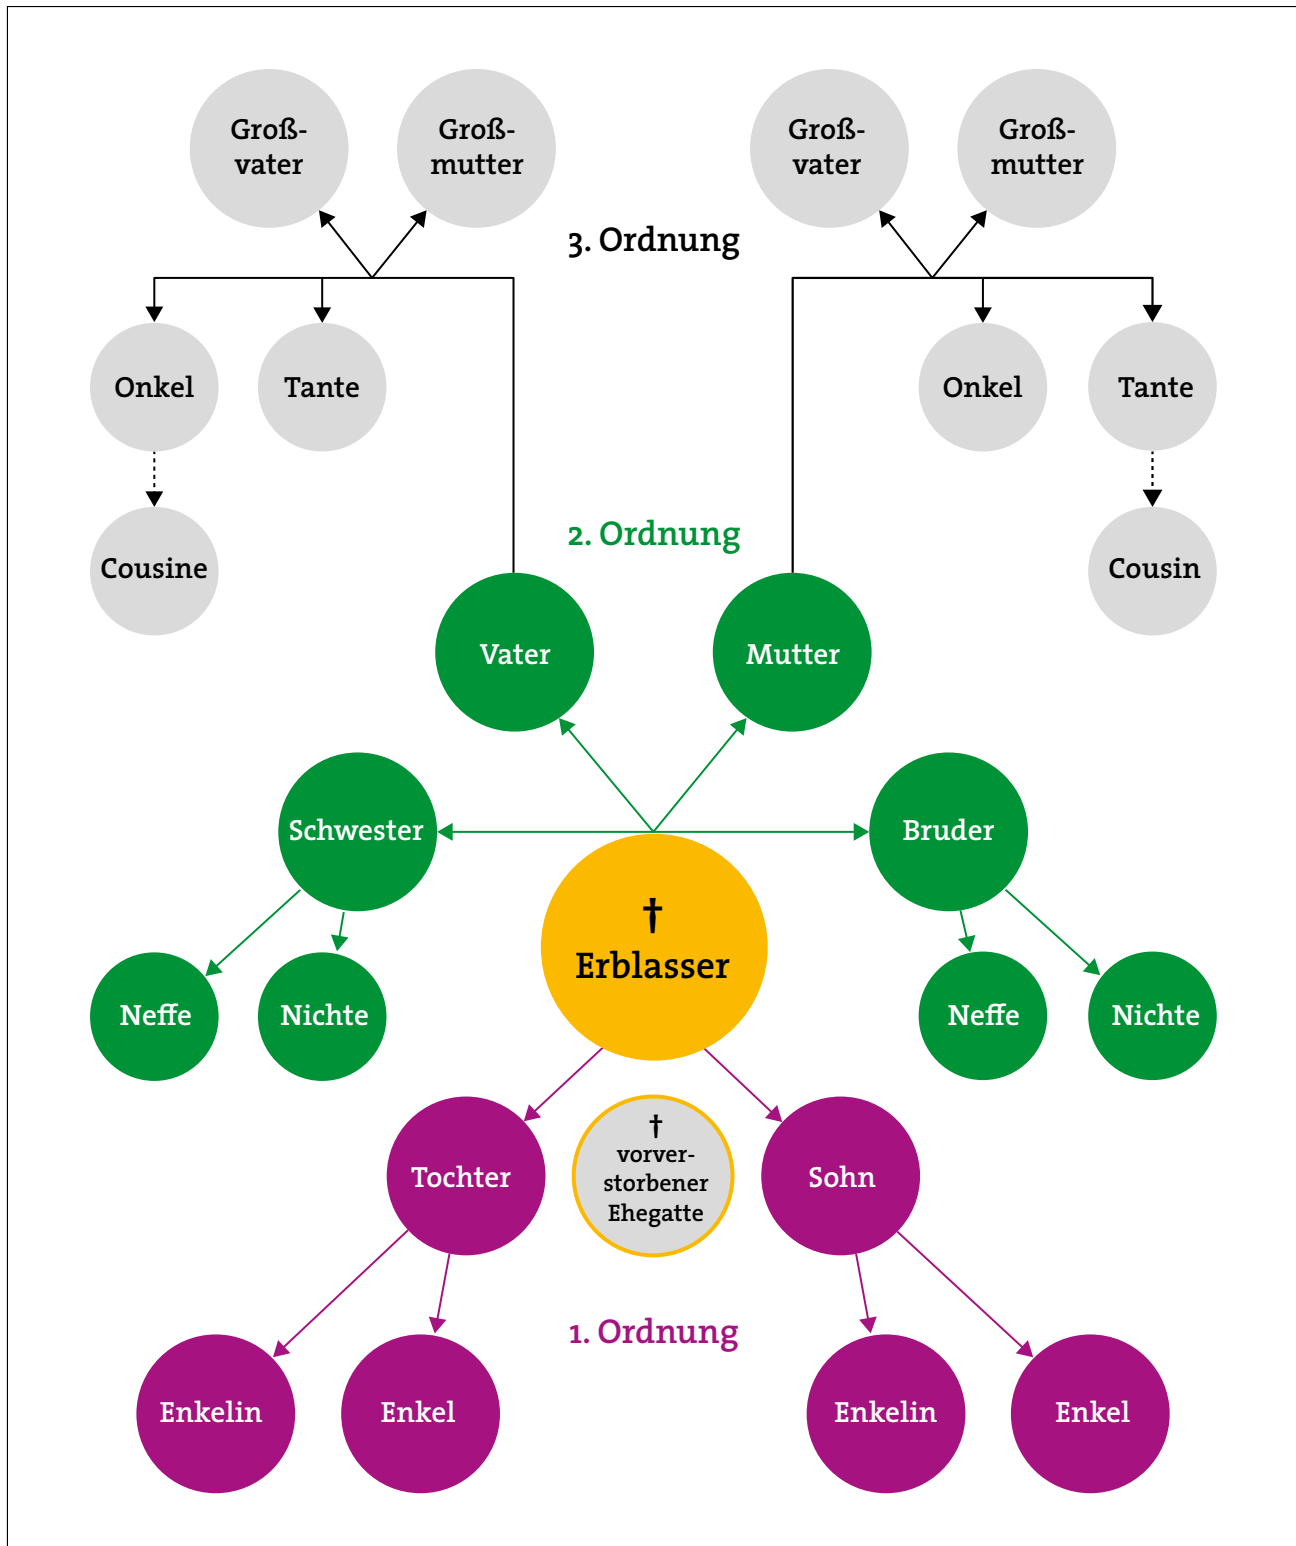 Groß-
vater
Groß-
mutter
Groß-
vater
Groß-
mutter
3. Ordnung
Onkel
Tante
Onkel
Tante
Cousine
2. Ordnung
Cousin
Vater
Mutter
Schwester
Bruder
†
Erblasser
Neffe
Nichte
Neffe
Nichte
Tochter
†
vorver-
storbener
Ehegatte
Sohn
1. Ordnung
Enkelin
Enkel
Enkelin
Enkel